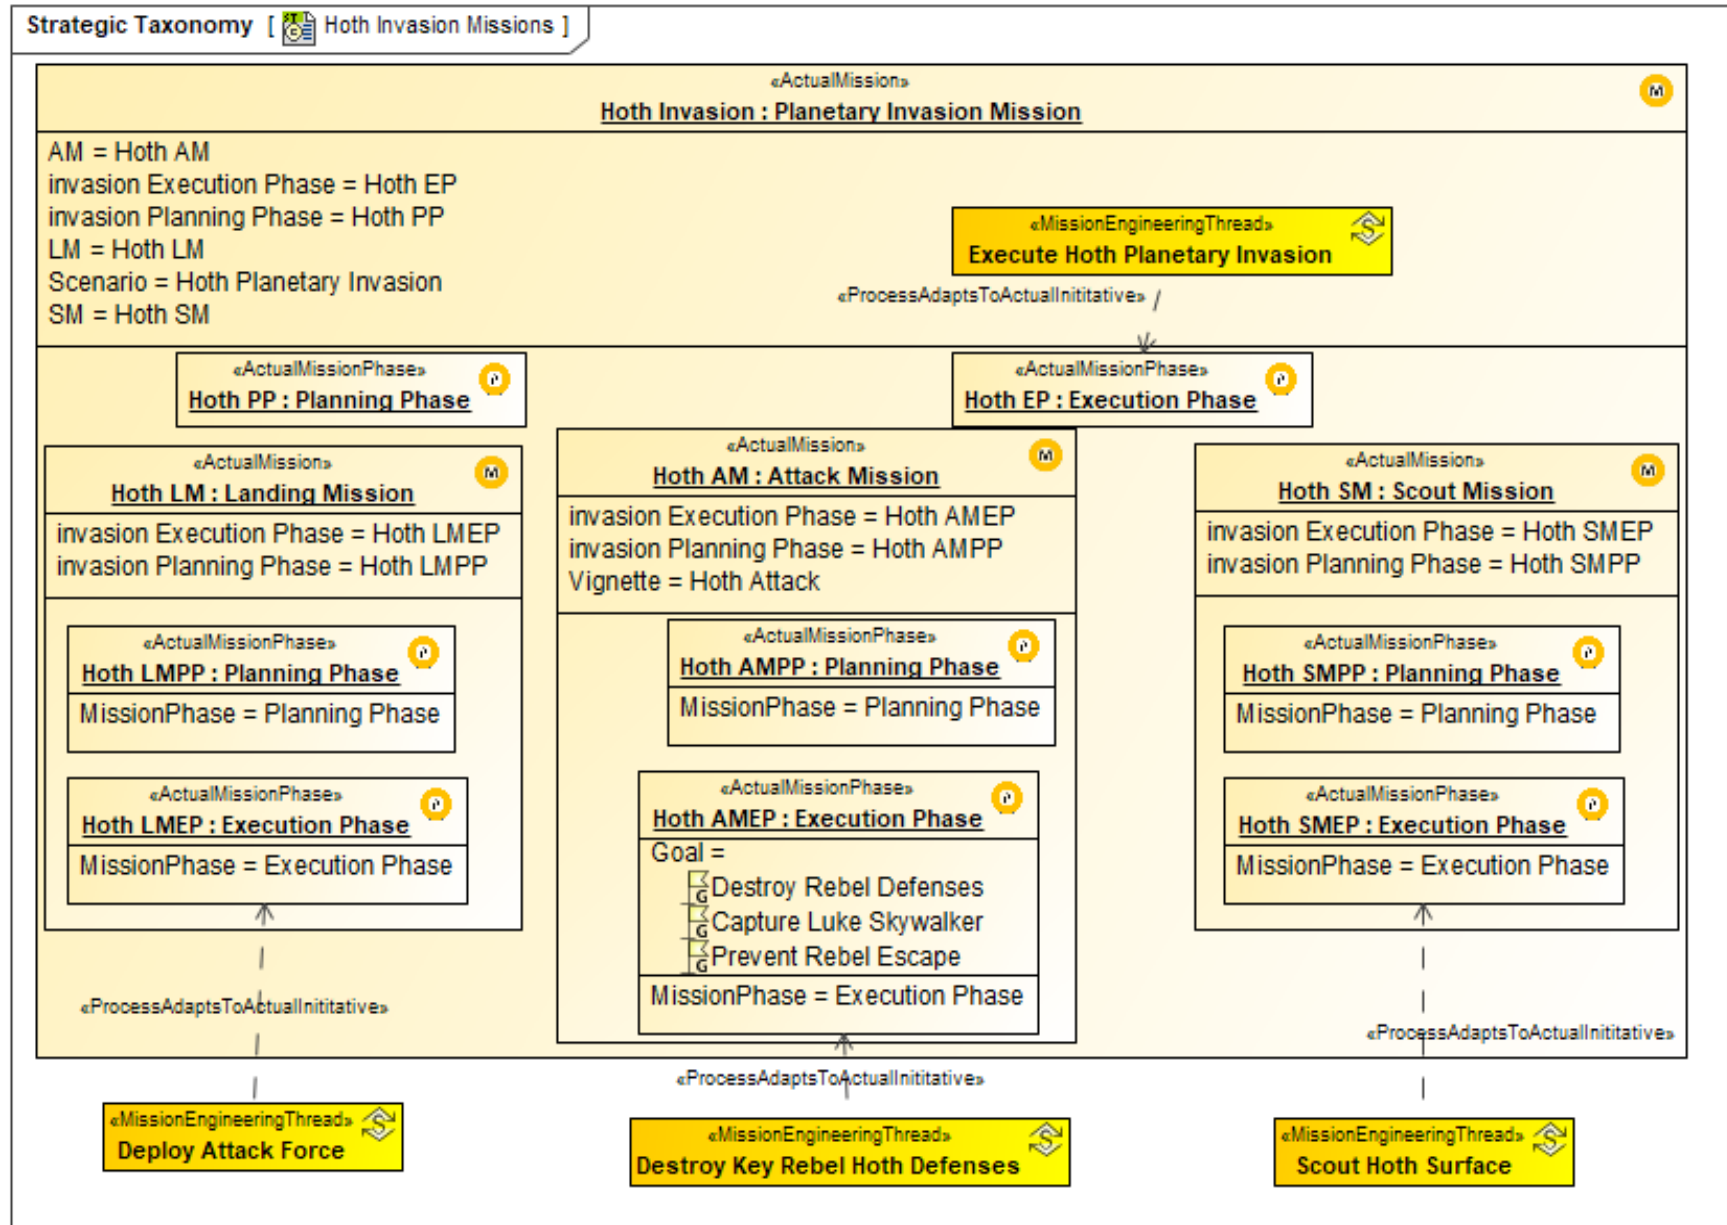 Strategic Taxonomy [ Hoth Invasion Missions ]
«ActualMission»
Hoth Invasion : Planetary Invasion Mission
M
AM = Hoth AM
invasion Execution Phase = Hoth EP
invasion Planning Phase = Hoth PP
LM = Hoth LM
Scenario = Hoth Planetary Invasion
SM = Hoth SM
«MissionEngineeringThread»
Execute Hoth Planetary Invasion
«ProcessAdaptsToActualInititative»
«ActualMissionPhase»
Hoth PP : Planning Phase
P
«ActualMissionPhase»
Hoth EP : Execution Phase
P
«ActualMission»
Hoth LM : Landing Mission
M
invasion Execution Phase = Hoth LMEP
invasion Planning Phase = Hoth LMPP
«ActualMissionPhase»
Hoth LMPP : Planning Phase
P
MissionPhase = Planning Phase
«ActualMissionPhase»
Hoth LMEP : Execution Phase
P
MissionPhase = Execution Phase
«ActualMission»
Hoth AM : Attack Mission
M
invasion Execution Phase = Hoth AMEP
invasion Planning Phase = Hoth AMPP
Vignette = Hoth Attack
«ActualMissionPhase»
Hoth AMPP : Planning Phase
P
MissionPhase = Planning Phase
«ActualMissionPhase»
Hoth AMEP : Execution Phase
P
Goal =
G Destroy Rebel Defenses
G Capture Luke Skywalker
G Prevent Rebel Escape
MissionPhase = Execution Phase
«ActualMission»
Hoth SM : Scout Mission
M
invasion Execution Phase = Hoth SMEP
invasion Planning Phase = Hoth SMPP
«ActualMissionPhase»
Hoth SMPP : Planning Phase
P
MissionPhase = Planning Phase
«ActualMissionPhase»
Hoth SMEP : Execution Phase
P
MissionPhase = Execution Phase
«ProcessAdaptsToActualInititative»
«ProcessAdaptsToActualInititative»
«ProcessAdaptsToActualInititative»
«MissionEngineeringThread»
Deploy Attack Force
«MissionEngineeringThread»
Destroy Key Rebel Hoth Defenses
«MissionEngineeringThread»
Scout Hoth Surface